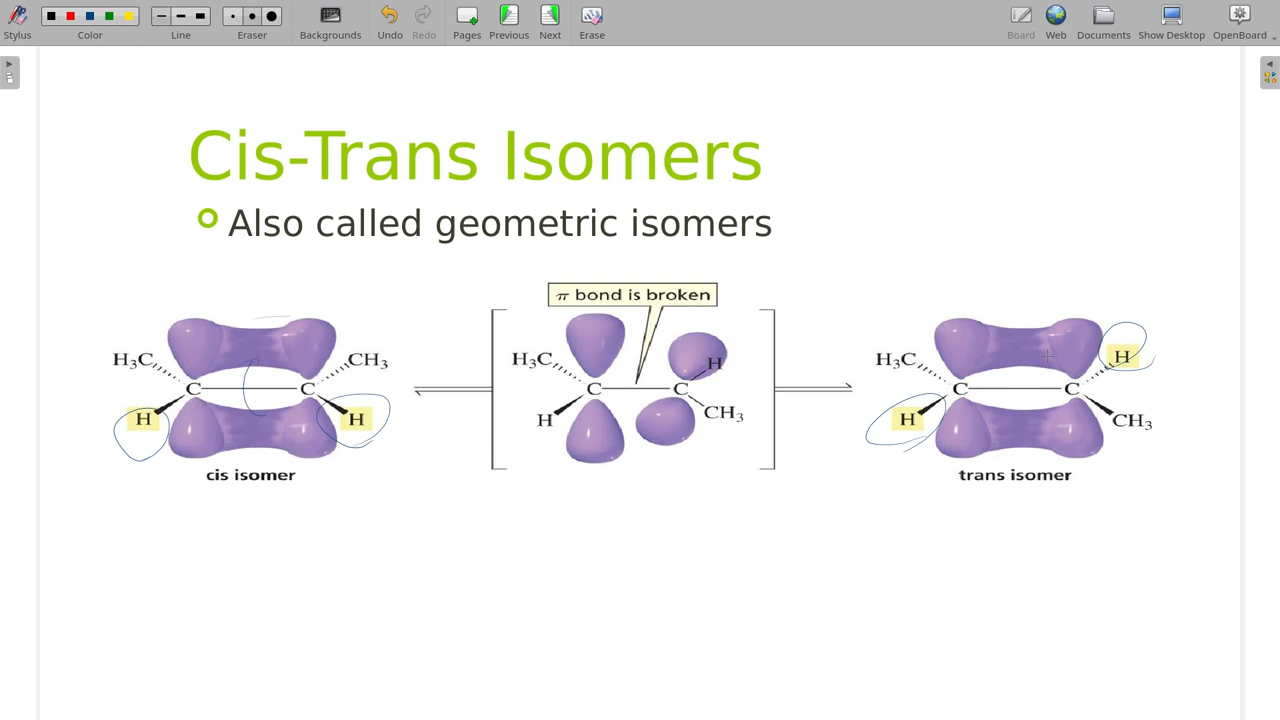 Stylus Color Line Eraser Backgrounds Undo Redo Pages Previous Next Erase Board Web Documents Show Desktop OpenBoard
Cis-Trans Isomers
Also called geometric isomers
π bond is broken
H₃C CH₃ H₃C H H₃C H
C C C C C C
H H H CH₃ H CH₃
cis isomer trans isomer